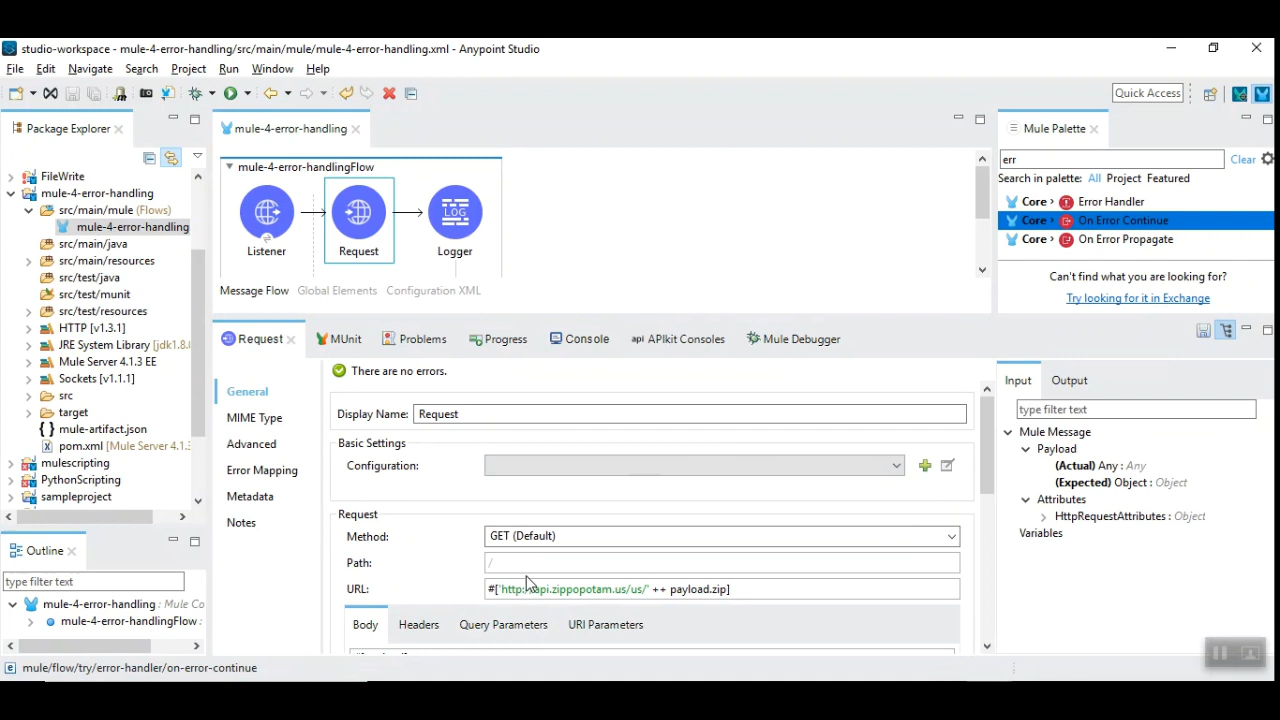 studio-workspace - mule-4-error-handling/src/main/mule/mule-4-error-handling.xml - Anypoint Studio
File Edit Navigate Search Project Run Window Help
Quick Access
Package Explorer
FileWrite
mule-4-error-handling
src/main/mule (Flows)
mule-4-error-handling
src/main/java
src/main/resources
src/test/java
src/test/munit
src/test/resources
HTTP [v1.3.1]
JRE System Library [jdk1.8.
Mule Server 4.1.3 EE
Sockets [v1.1.1]
src
target
mule-artifact.json
pom.xml [Mule Server 4.1.3
mulescripting
PythonScripting
sampleproject
Outline
type filter text
mule-4-error-handling : Mule Co
mule-4-error-handlingFlow :
mule-4-error-handling
mule-4-error-handlingFlow
LOG
Listener Request Logger
Message Flow Global Elements Configuration XML
Mule Palette
err
Clear
Search in palette: All Project Featured
Core > Error Handler
Core > On Error Continue
Core > On Error Propagate
Can't find what you are looking for?
Try looking for it in Exchange
Request MUnit Problems Progress Console api APIkit Consoles Mule Debugger
General
MIME Type
Advanced
Error Mapping
Metadata
Notes
There are no errors.
Display Name: Request
Basic Settings
Configuration:
Request
Method: GET (Default)
Path: /
URL: #['http://api.zippopotam.us/us/' ++ payload.zip]
Body Headers Query Parameters URI Parameters
Input Output
type filter text
Mule Message
Payload
(Actual) Any : Any
(Expected) Object : Object
Attributes
HttpRequestAttributes : Object
Variables
mule/flow/try/error-handler/on-error-continue